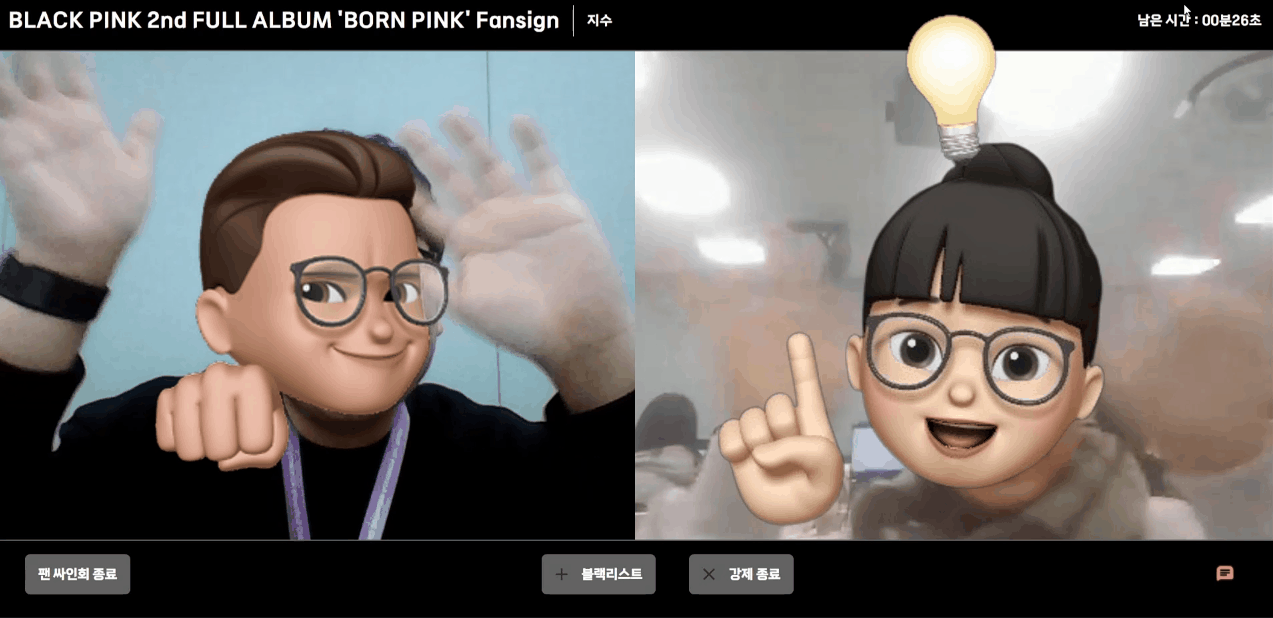 BLACK PINK 2nd FULL ALBUM 'BORN PINK' Fansign
지수
남은 시간 : 00분26초
팬 싸인회 종료
블랙리스트
강제 종료